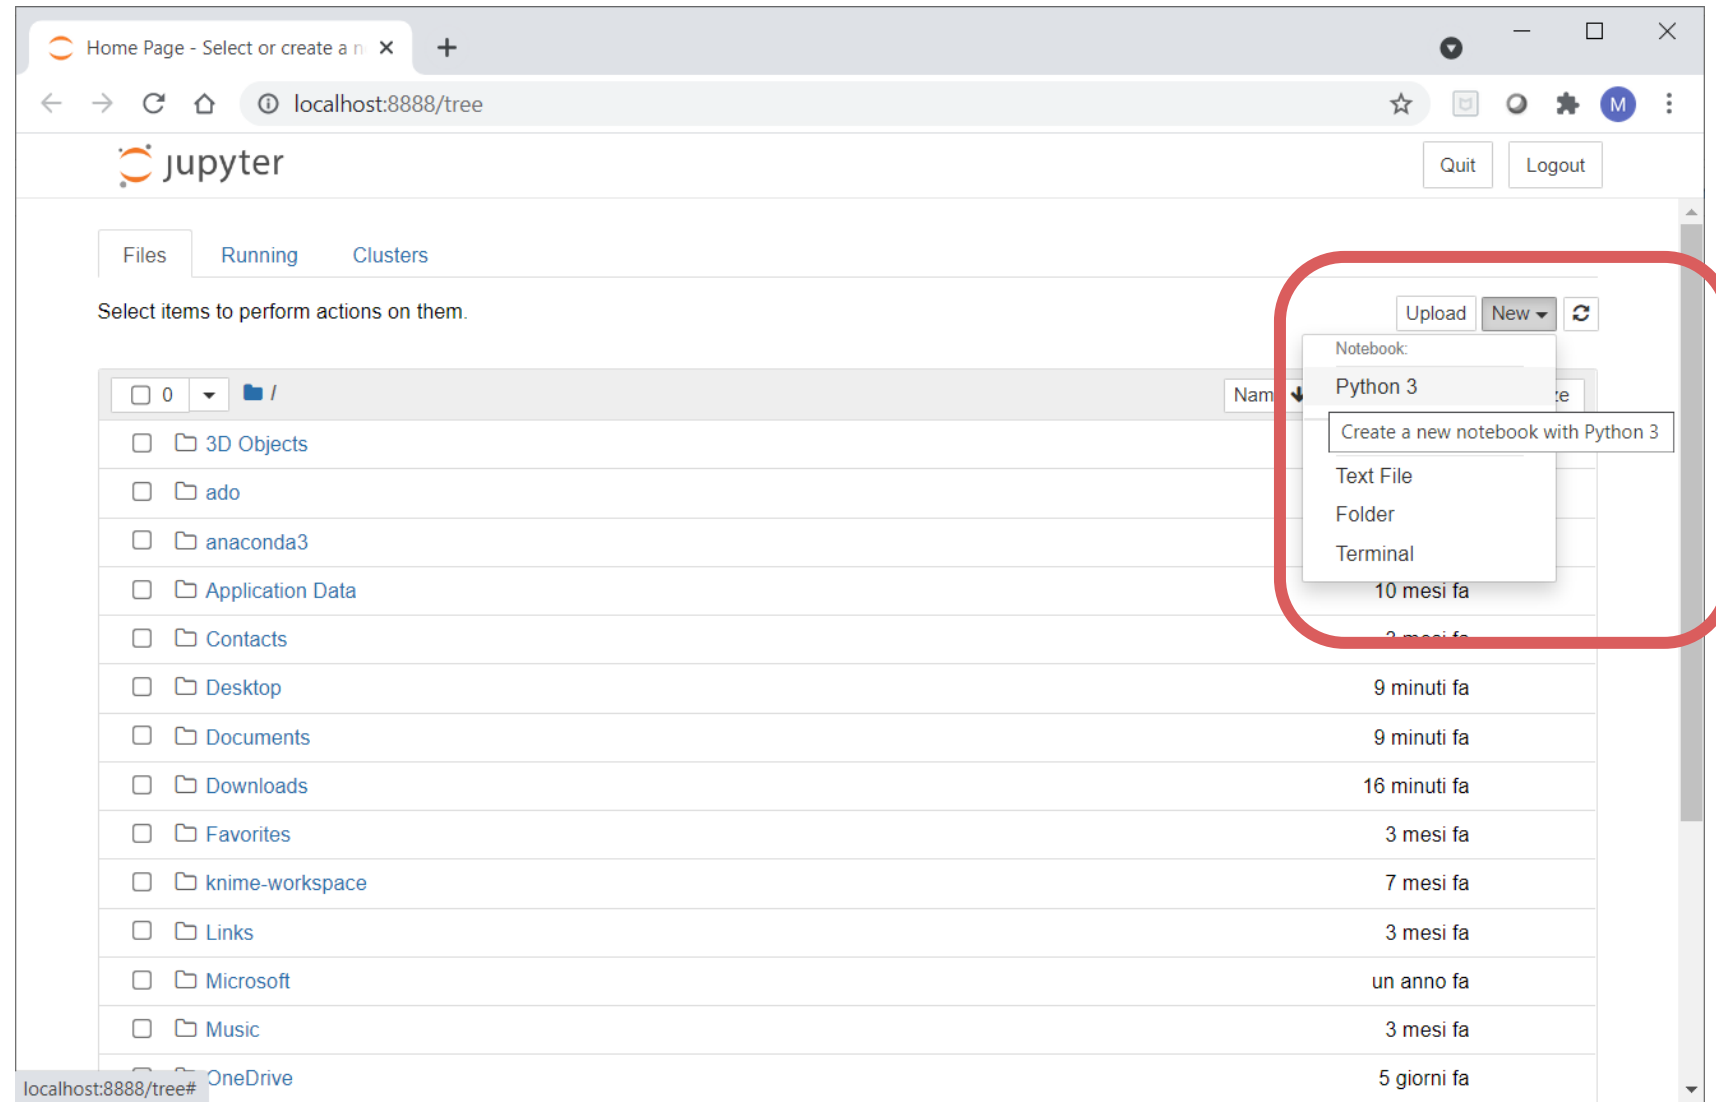 Home Page - Select or create a n
localhost:8888/tree
M
jupyter
Quit
Logout
Files
Running
Clusters
Select items to perform actions on them.
Upload
New
Notebook:
Python 3
Create a new notebook with Python 3
Text File
Folder
Terminal
0
/
Nam
ze
3D Objects
ado
anaconda3
Application Data
10 mesi fa
Contacts
3 mesi fa
Desktop
9 minuti fa
Documents
9 minuti fa
Downloads
16 minuti fa
Favorites
3 mesi fa
knime-workspace
7 mesi fa
Links
3 mesi fa
Microsoft
un anno fa
Music
3 mesi fa
OneDrive
5 giorni fa
localhost:8888/tree#